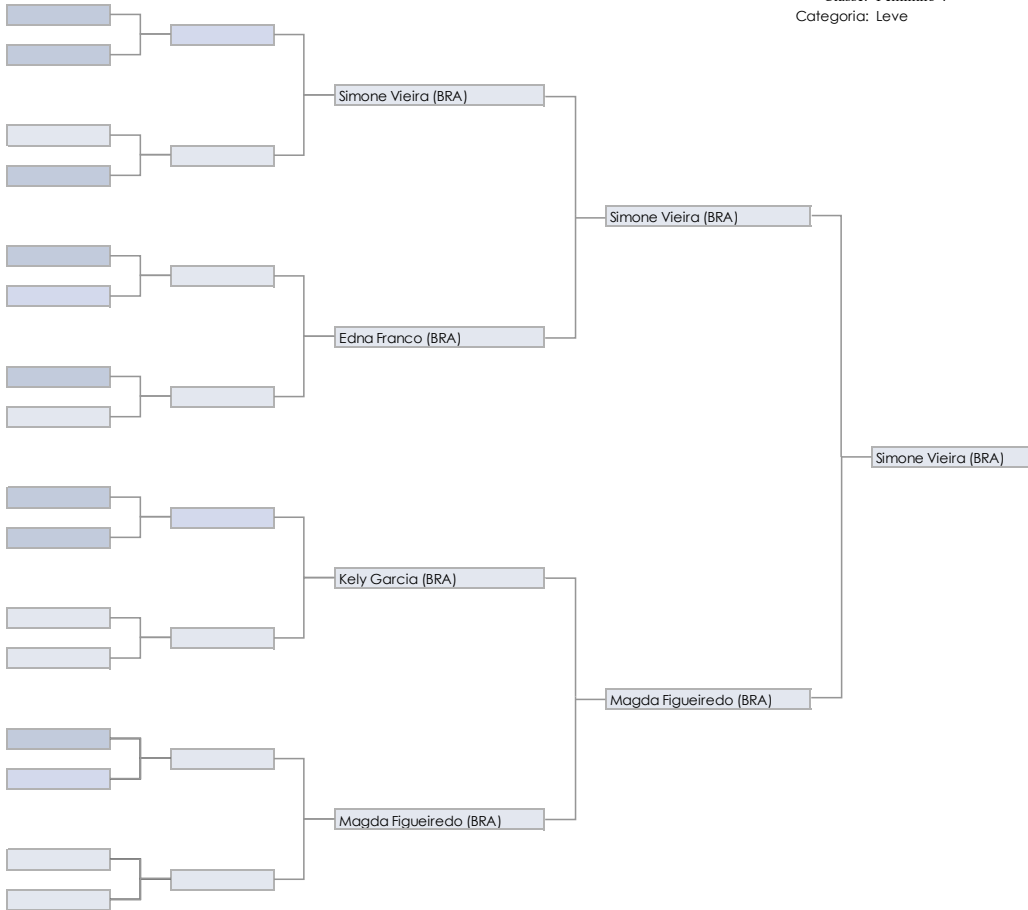 Categoria: Leve
Simone Vieira (BRA)
Simone Vieira (BRA)
Edna Franco (BRA)
Simone Vieira (BRA)
Kely Garcia (BRA)
Magda Figueiredo (BRA)
Magda Figueiredo (BRA)